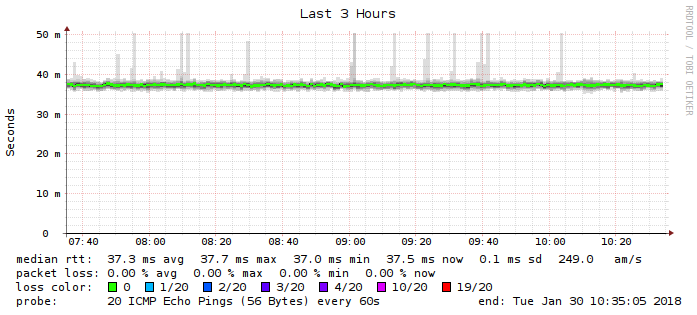 Last 3 Hours
RRDTOOL / TOBI OETIKER
Seconds
50 m
40 m
30 m
20 m
10 m
0
07:40 08:00 08:20 08:40 09:00 09:20 09:40 10:00 10:20
median rtt: 37.3 ms avg 37.7 ms max 37.0 ms min 37.5 ms now 0.1 ms sd 249.0 am/s
packet loss: 0.00 % avg 0.00 % max 0.00 % min 0.00 % now
loss color: 0 1/20 2/20 3/20 4/20 10/20 19/20
probe: 20 ICMP Echo Pings (56 Bytes) every 60s end: Tue Jan 30 10:35:05 2018